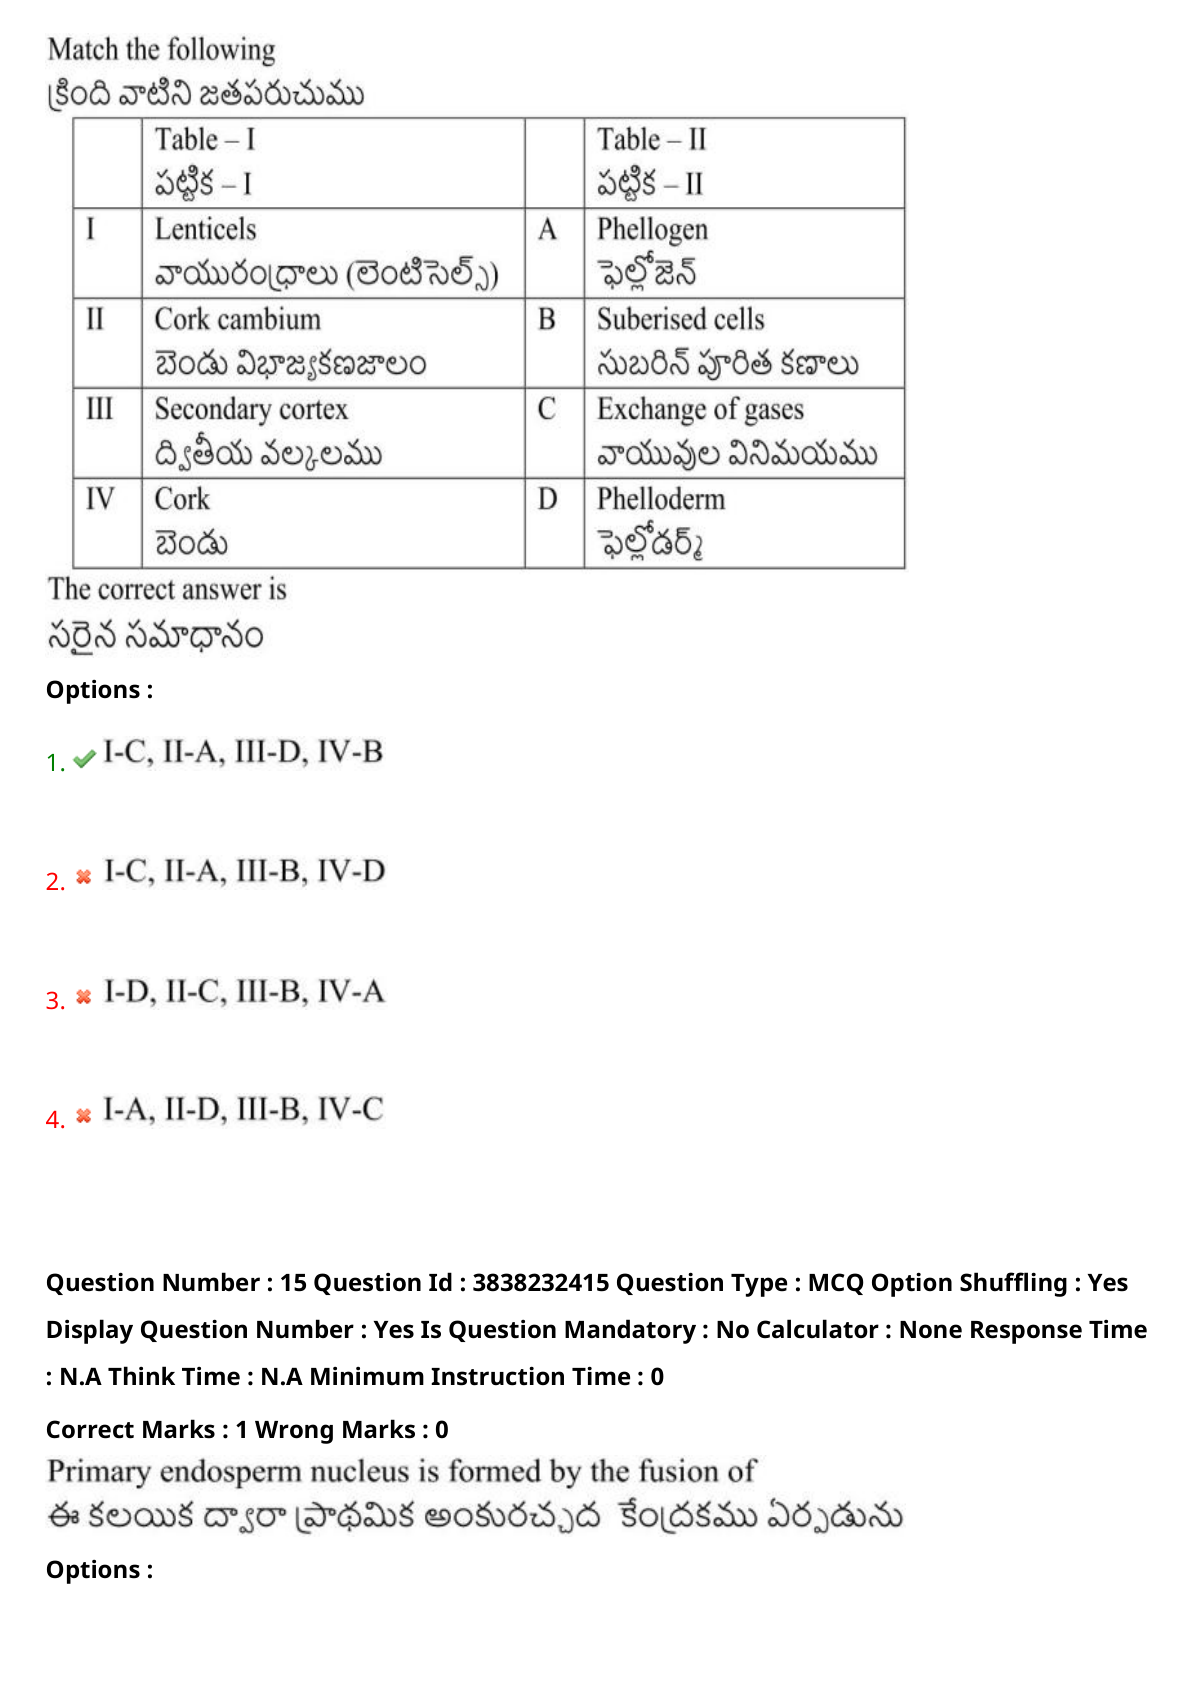 Match the following
క్రింది వాటిని జతపరుచుము
Table – I Table – II
పట్టిక – I పట్టిక – II
I Lenticels A Phellogen
వాయురంధ్రాలు (లెంటిసెల్స్) ఫెల్లోజెన్
II Cork cambium B Suberised cells
బెండు విభాజ్యకణజాలం సుబరిన్ పూరిత కణాలు
III Secondary cortex C Exchange of gases
ద్వితీయ వల్కలము వాయువుల వినిమయము
IV Cork D Phelloderm
బెండు ఫెల్లోడర్మ్
The correct answer is
సరైన సమాధానం
Options :
1. I-C, II-A, III-D, IV-B
2. I-C, II-A, III-B, IV-D
3. I-D, II-C, III-B, IV-A
4. I-A, II-D, III-B, IV-C
Question Number : 15 Question Id : 3838232415 Question Type : MCQ Option Shuffling : Yes
Display Question Number : Yes Is Question Mandatory : No Calculator : None Response Time
: N.A Think Time : N.A Minimum Instruction Time : 0
Correct Marks : 1 Wrong Marks : 0
Primary endosperm nucleus is formed by the fusion of
ఈ కలయిక ద్వారా ప్రాథమిక అంకురచ్ఛద కేంద్రకము ఏర్పడును
Options :